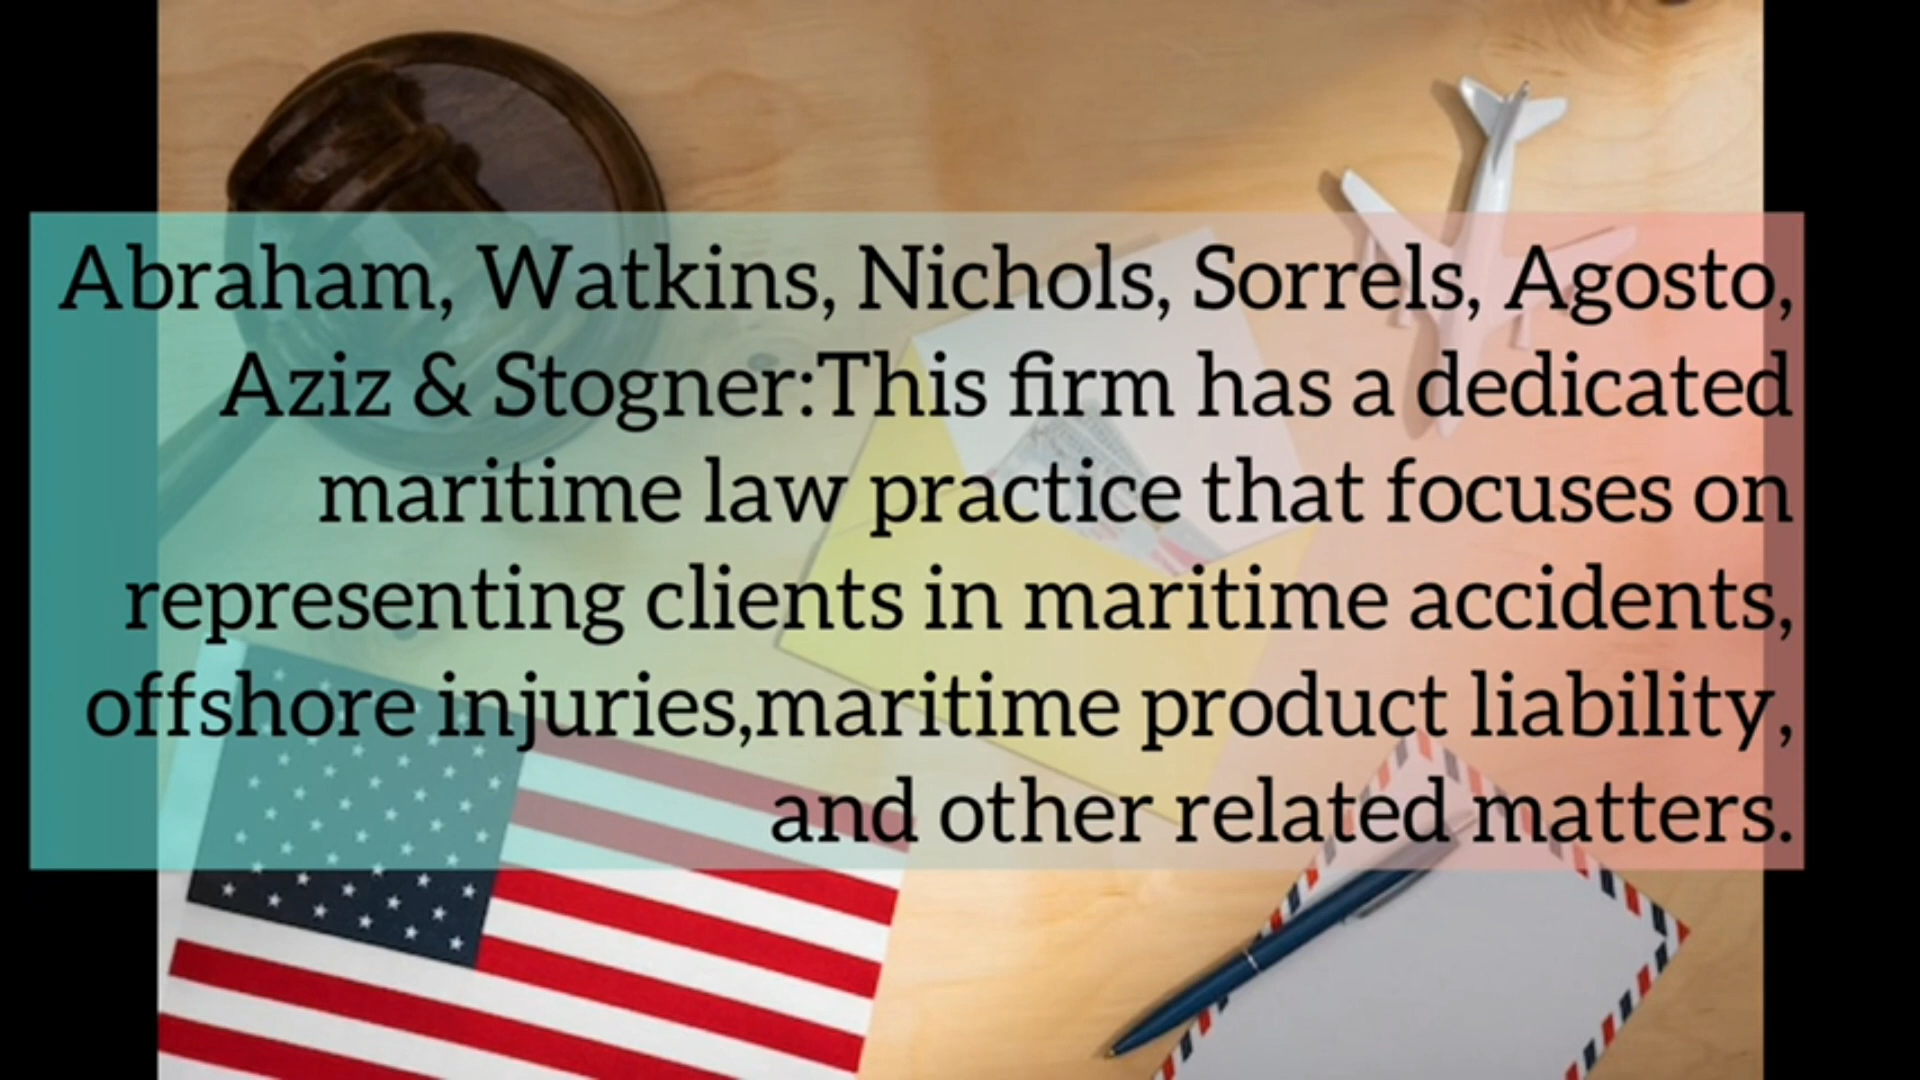 Abraham, Watkins, Nichols, Sorrels, Agosto,
Aziz & Stogner:This firm has a dedicated
maritime law practice that focuses on
representing clients in maritime accidents,
offshore injuries,maritime product liability,
and other related matters.